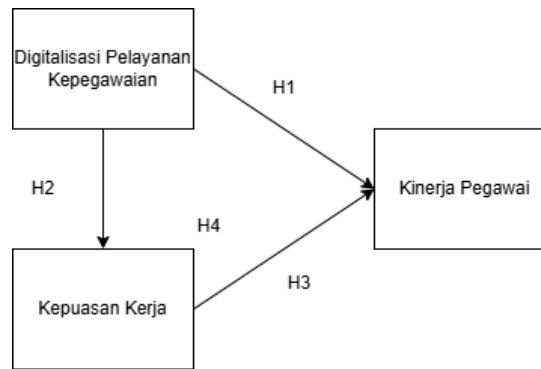 Digitalisasi Pelayanan
Kepegawaian
H1
Kinerja Pegawai
H2
H4
H3
Kepuasan Kerja